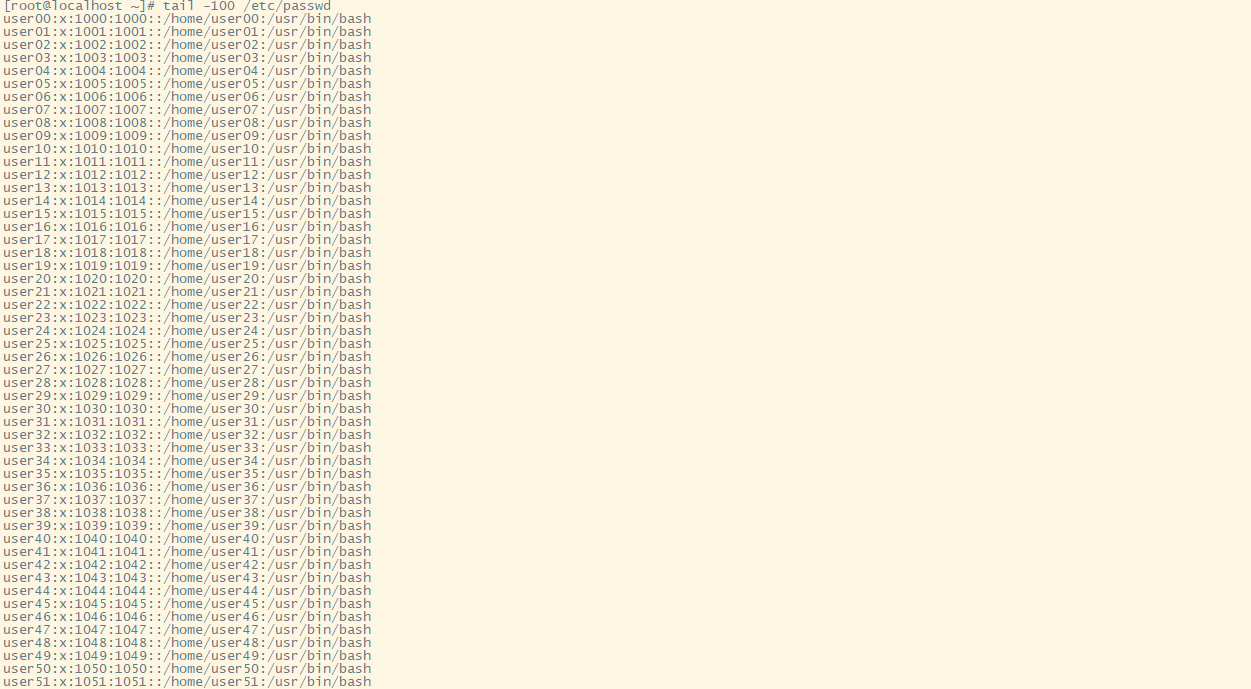 [root@localhost ~]# tail -100 /etc/passwd
user00:x:1000:1000::/home/user00:/usr/bin/bash
user01:x:1001:1001::/home/user01:/usr/bin/bash
user02:x:1002:1002::/home/user02:/usr/bin/bash
user03:x:1003:1003::/home/user03:/usr/bin/bash
user04:x:1004:1004::/home/user04:/usr/bin/bash
user05:x:1005:1005::/home/user05:/usr/bin/bash
user06:x:1006:1006::/home/user06:/usr/bin/bash
user07:x:1007:1007::/home/user07:/usr/bin/bash
user08:x:1008:1008::/home/user08:/usr/bin/bash
user09:x:1009:1009::/home/user09:/usr/bin/bash
user10:x:1010:1010::/home/user10:/usr/bin/bash
user11:x:1011:1011::/home/user11:/usr/bin/bash
user12:x:1012:1012::/home/user12:/usr/bin/bash
user13:x:1013:1013::/home/user13:/usr/bin/bash
user14:x:1014:1014::/home/user14:/usr/bin/bash
user15:x:1015:1015::/home/user15:/usr/bin/bash
user16:x:1016:1016::/home/user16:/usr/bin/bash
user17:x:1017:1017::/home/user17:/usr/bin/bash
user18:x:1018:1018::/home/user18:/usr/bin/bash
user19:x:1019:1019::/home/user19:/usr/bin/bash
user20:x:1020:1020::/home/user20:/usr/bin/bash
user21:x:1021:1021::/home/user21:/usr/bin/bash
user22:x:1022:1022::/home/user22:/usr/bin/bash
user23:x:1023:1023::/home/user23:/usr/bin/bash
user24:x:1024:1024::/home/user24:/usr/bin/bash
user25:x:1025:1025::/home/user25:/usr/bin/bash
user26:x:1026:1026::/home/user26:/usr/bin/bash
user27:x:1027:1027::/home/user27:/usr/bin/bash
user28:x:1028:1028::/home/user28:/usr/bin/bash
user29:x:1029:1029::/home/user29:/usr/bin/bash
user30:x:1030:1030::/home/user30:/usr/bin/bash
user31:x:1031:1031::/home/user31:/usr/bin/bash
user32:x:1032:1032::/home/user32:/usr/bin/bash
user33:x:1033:1033::/home/user33:/usr/bin/bash
user34:x:1034:1034::/home/user34:/usr/bin/bash
user35:x:1035:1035::/home/user35:/usr/bin/bash
user36:x:1036:1036::/home/user36:/usr/bin/bash
user37:x:1037:1037::/home/user37:/usr/bin/bash
user38:x:1038:1038::/home/user38:/usr/bin/bash
user39:x:1039:1039::/home/user39:/usr/bin/bash
user40:x:1040:1040::/home/user40:/usr/bin/bash
user41:x:1041:1041::/home/user41:/usr/bin/bash
user42:x:1042:1042::/home/user42:/usr/bin/bash
user43:x:1043:1043::/home/user43:/usr/bin/bash
user44:x:1044:1044::/home/user44:/usr/bin/bash
user45:x:1045:1045::/home/user45:/usr/bin/bash
user46:x:1046:1046::/home/user46:/usr/bin/bash
user47:x:1047:1047::/home/user47:/usr/bin/bash
user48:x:1048:1048::/home/user48:/usr/bin/bash
user49:x:1049:1049::/home/user49:/usr/bin/bash
user50:x:1050:1050::/home/user50:/usr/bin/bash
user51:x:1051:1051::/home/user51:/usr/bin/bash